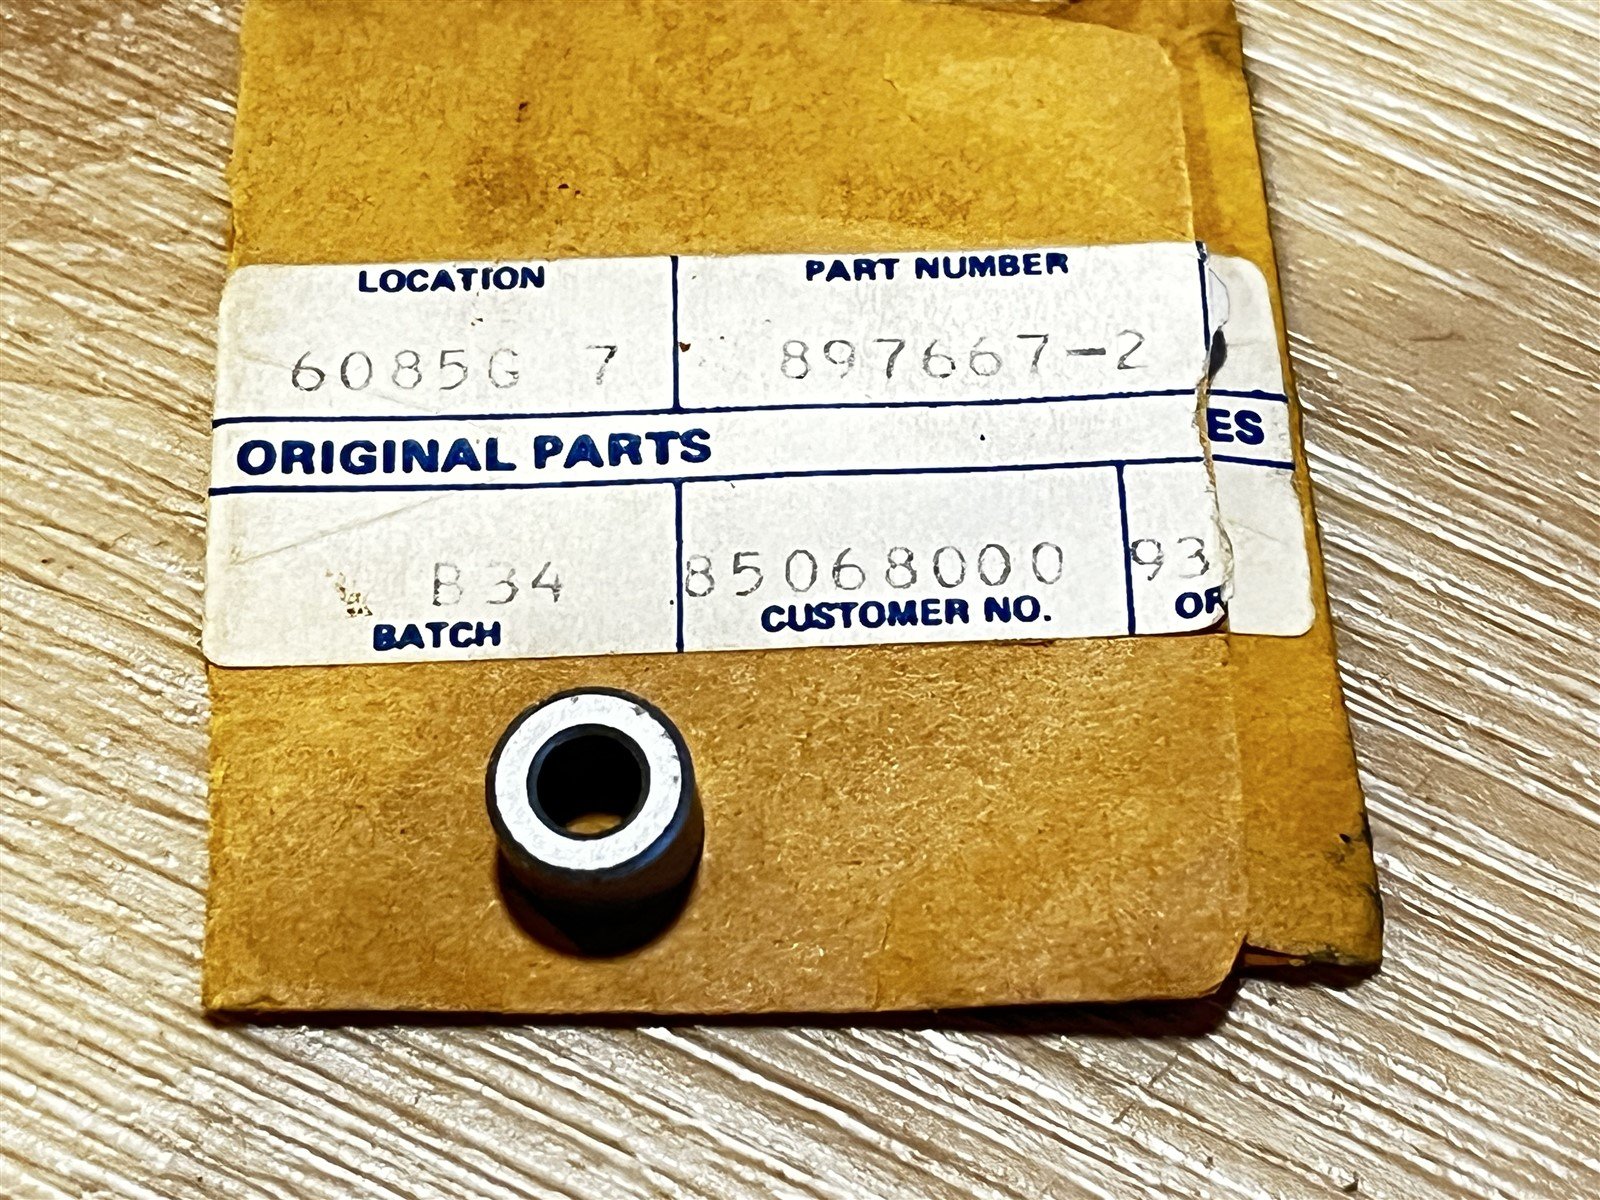 LOCATION PART NUMBER
6085G 7 897667-2
ORIGINAL PARTS ES
B34 85068000 93
BATCH CUSTOMER NO. OR